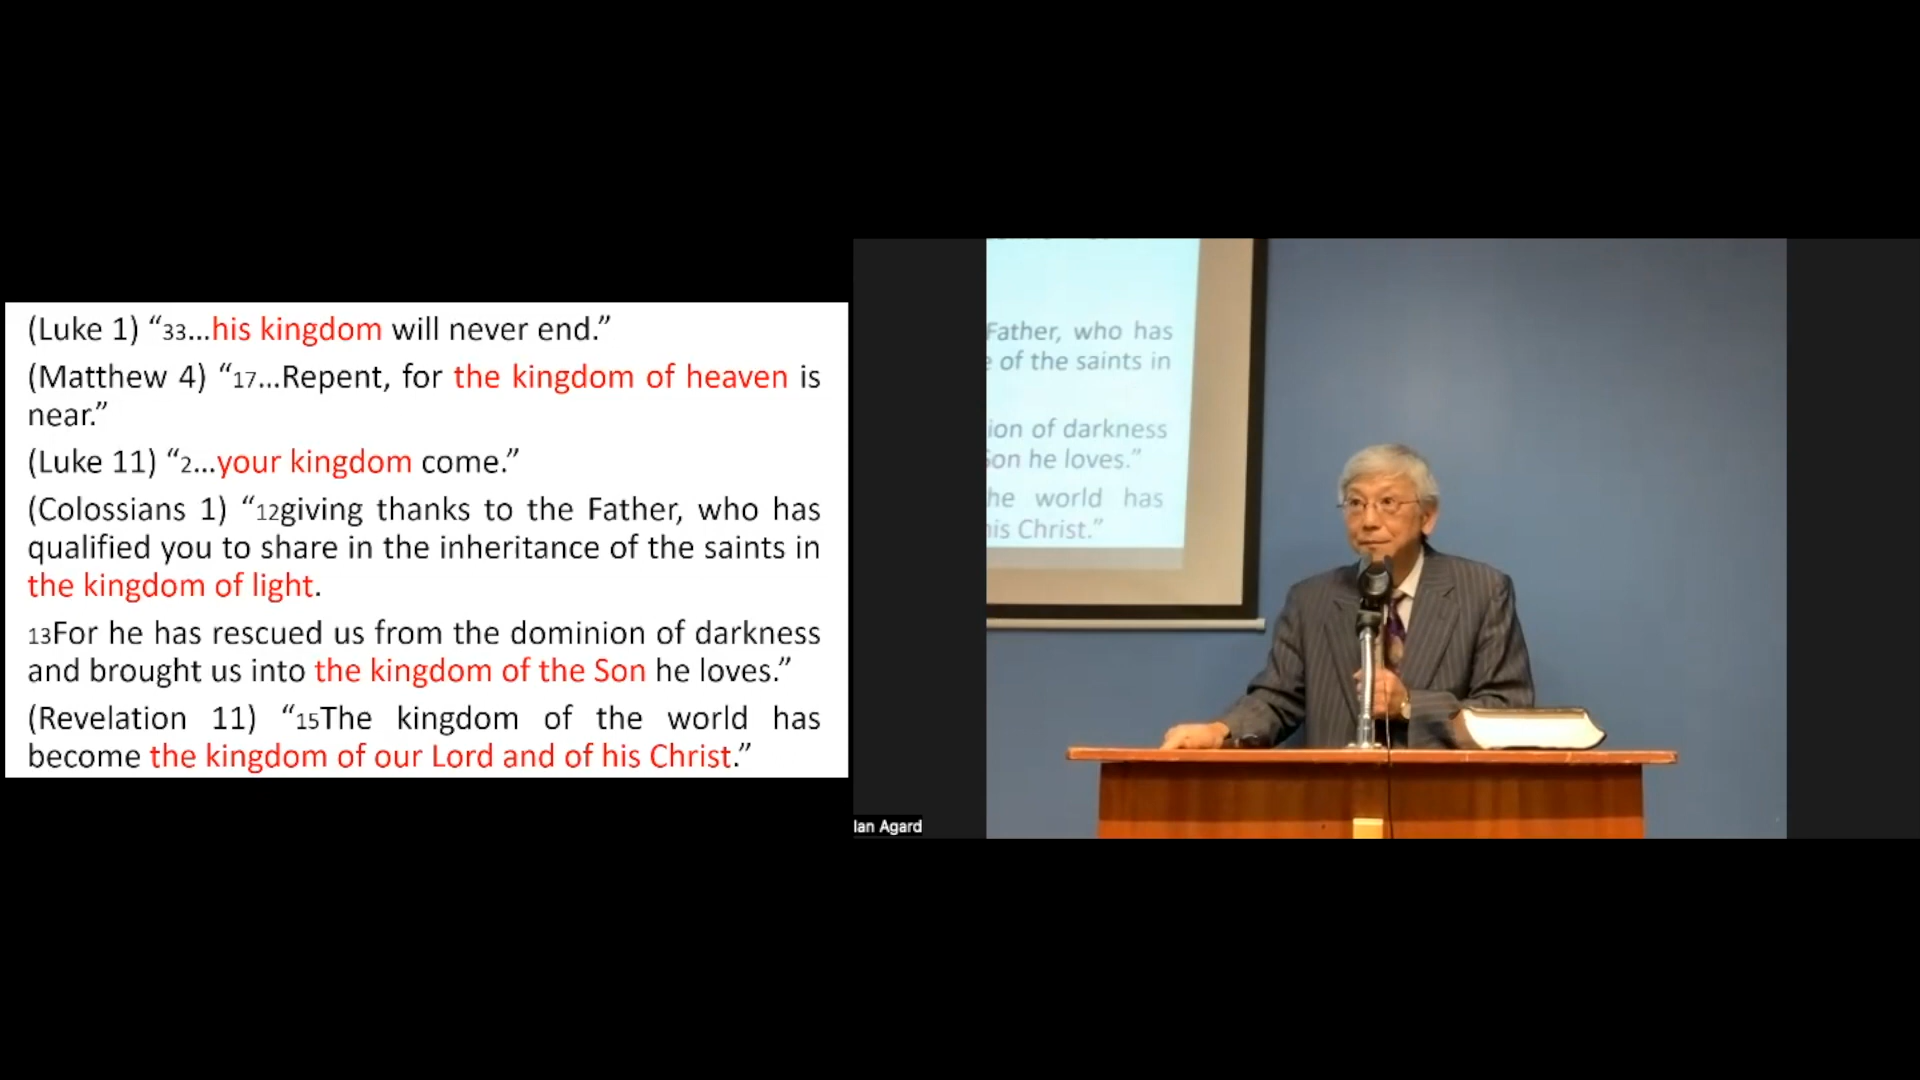 (Luke 1) “33...his kingdom will never end.”
(Matthew 4) “17...Repent, for the kingdom of heaven is
near.”
(Luke 11) “2...your kingdom come.”
(Colossians 1) “12giving thanks to the Father, who has
qualified you to share in the inheritance of the saints in
the kingdom of light.
13For he has rescued us from the dominion of darkness
and brought us into the kingdom of the Son he loves.”
(Revelation 11) “15The kingdom of the world has
become the kingdom of our Lord and of his Christ.”
Father, who has
of the saints in
of darkness
he loves.”
world has
Christ.”
Ian Agard